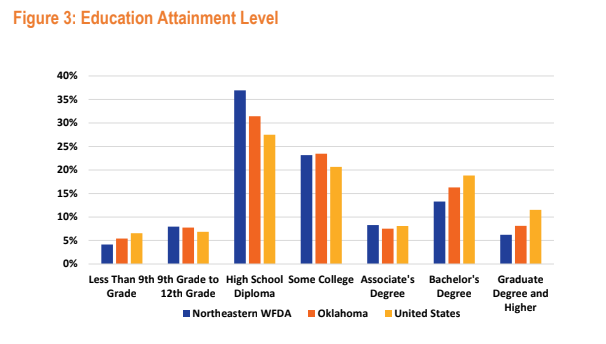 Figure 3: Education Attainment Level
40%
35%
30%
25%
20%
15%
10%
5%
0%
Less Than 9th
Grade
9th Grade to
12th Grade
High School
Diploma
Some College
Associate's
Degree
Bachelor's
Degree
Graduate
Degree and
Higher
Northeastern WFDA
Oklahoma
United States